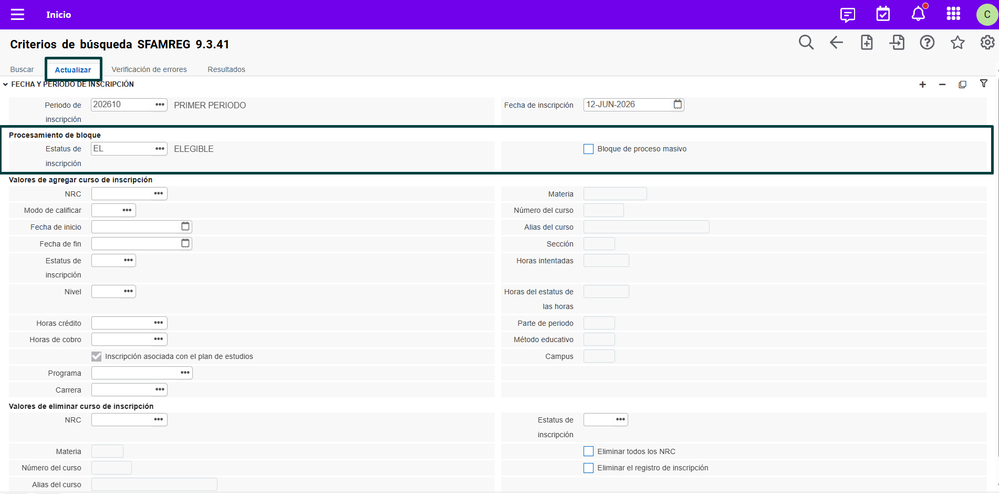 Inicio
C
Criterios de búsqueda SFAMREG 9.3.41
Buscar
Actualizar
Verificación de errores
Resultados
FECHA Y PERIODO DE INSCRIPCIÓN
Periodo de inscripción
202610
PRIMER PERIODO
Fecha de inscripción
12-JUN-2026
Procesamiento de bloque
Estatus de inscripción
EL
ELEGIBLE
Bloque de proceso masivo
Valores de agregar curso de inscripción
NRC
Materia
Modo de calificar
Número del curso
Fecha de inicio
Alias del curso
Fecha de fin
Sección
Estatus de inscripción
Horas intentadas
Nivel
Horas del estatus de las horas
Horas crédito
Parte de periodo
Horas de cobro
Método educativo
Inscripción asociada con el plan de estudios
Campus
Programa
Carrera
Valores de eliminar curso de inscripción
NRC
Estatus de inscripción
Materia
Eliminar todos los NRC
Número del curso
Eliminar el registro de inscripción
Alias del curso